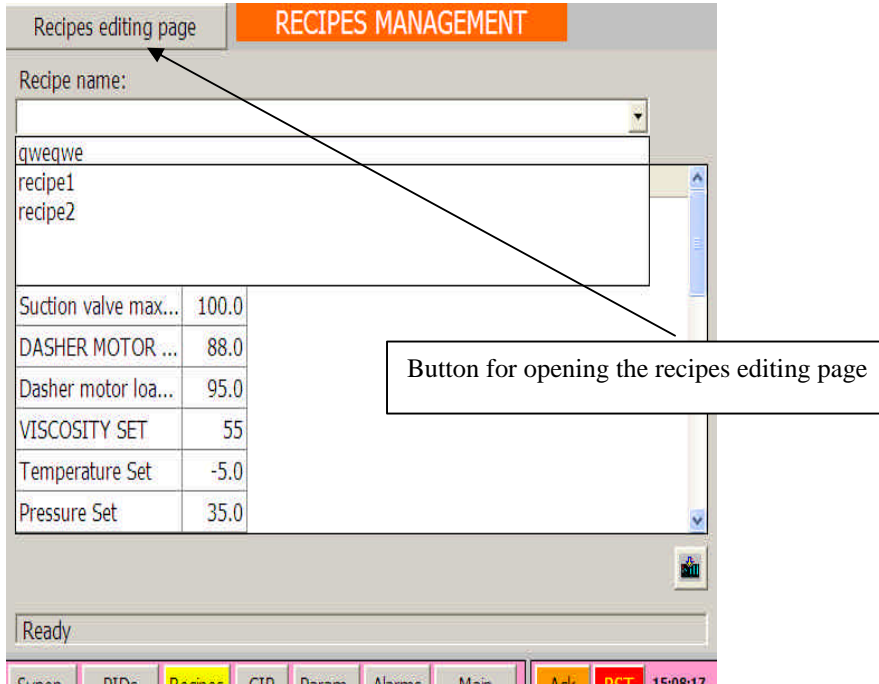 Recipes editing page
RECIPES MANAGEMENT
Recipe name:
qweqwe
recipe1
recipe2
Suction valve max... 100.0
DASHER MOTOR ... 88.0
Dasher motor loa... 95.0
VISCOSITY SET 55
Temperature Set -5.0
Pressure Set 35.0
Button for opening the recipes editing page
Ready
Synop PIDs Recipes CIP Param Alarms Main Ack RST 15:08:17